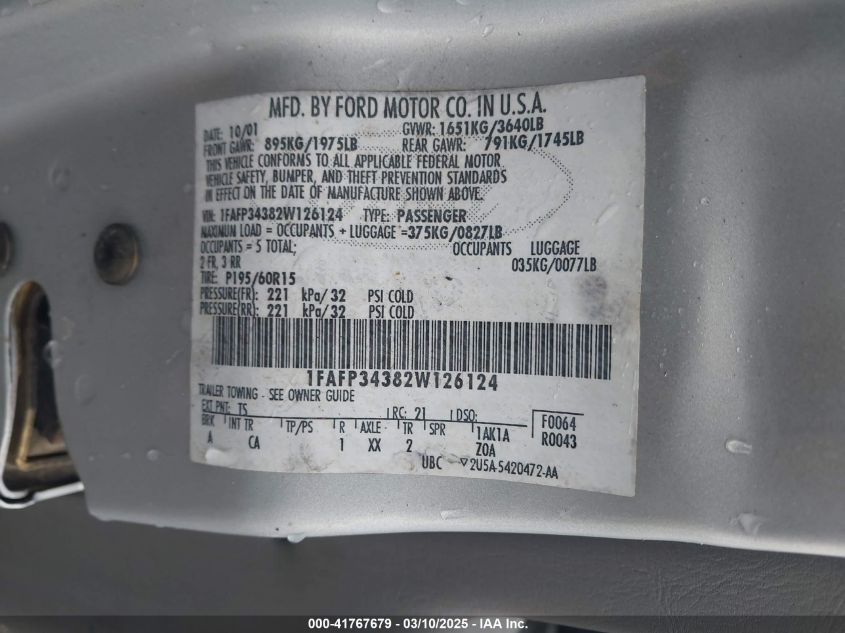 MFD. BY FORD MOTOR CO. IN U.S.A.
DATE: 10/01 GVWR: 1651KG/3640LB
FRONT GAWR: 895KG/1975LB REAR GAWR: 791KG/1745LB
THIS VEHICLE CONFORMS TO ALL APPLICABLE FEDERAL MOTOR
VEHICLE SAFETY, BUMPER, AND THEFT PREVENTION STANDARDS
IN EFFECT ON THE DATE OF MANUFACTURE SHOWN ABOVE.
VIN: 1FAFP34382W126124 TYPE: PASSENGER
MAXIMUM LOAD = OCCUPANTS + LUGGAGE =375KG/0827LB
OCCUPANTS = 5 TOTAL; OCCUPANTS LUGGAGE
2 FR, 3 RR 035KG/0077LB
TIRE: P195/60R15
PRESSURE(FR): 221 kPa/32 PSI COLD
PRESSURE(RR): 221 kPa/32 PSI COLD
1FAFP34382W126124
TRAILER TOWING - SEE OWNER GUIDE
EXT PNT: TS RC: 21 DSO: F0064
BRK INT TR TP/PS R AXLE TR SPR 1AK1A R0043
A CA 1 XX 2 Z0A
UBC ▽2U5A-5420472-AA
000-41767679 - 03/10/2025 - IAA Inc.